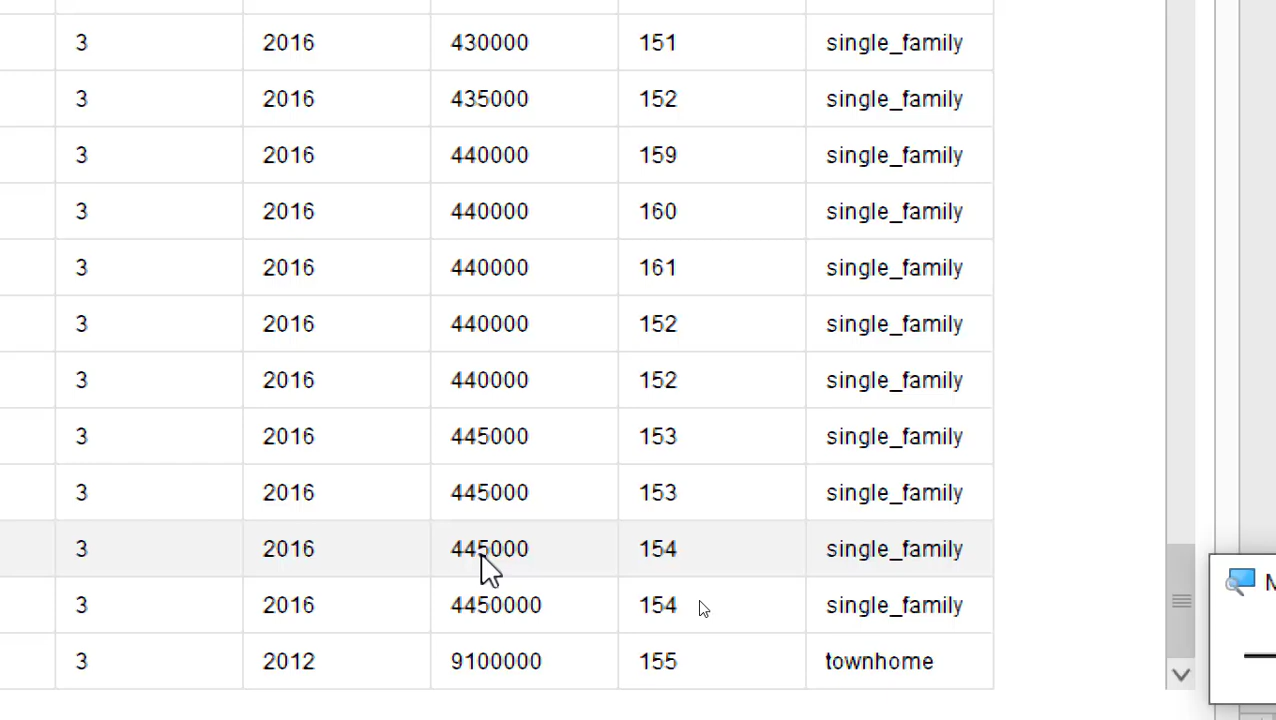 3 2016 430000 151 single_family
3 2016 435000 152 single_family
3 2016 440000 159 single_family
3 2016 440000 160 single_family
3 2016 440000 161 single_family
3 2016 440000 152 single_family
3 2016 440000 152 single_family
3 2016 445000 153 single_family
3 2016 445000 153 single_family
3 2016 445000 154 single_family
3 2016 4450000 154 single_family
3 2012 9100000 155 townhome